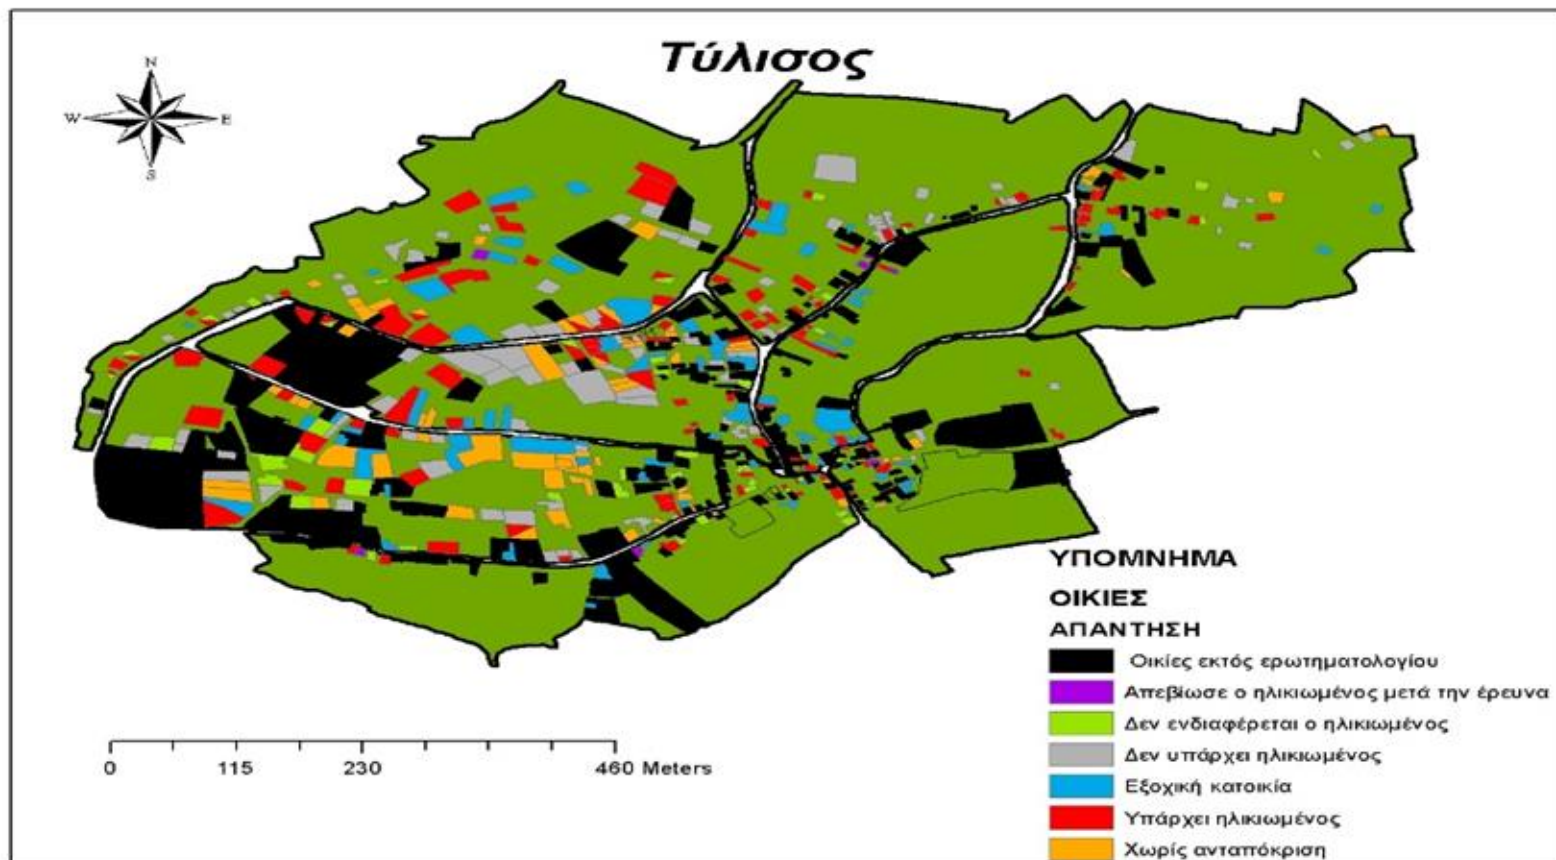 Τύλισος
N
W E
S
ΥΠΟΜΝΗΜΑ
ΟΙΚΙΕΣ
ΑΠΑΝΤΗΣΗ
Οικίες εκτός ερωτηματολογίου
Απεβίωσε ο ηλικιωμένος μετά την έρευνα
Δεν ενδιαφέρεται ο ηλικιωμένος
Δεν υπάρχει ηλικιωμένος
Εξοχική κατοικία
Υπάρχει ηλικιωμένος
Χωρίς ανταπόκριση
0 115 230 460 Meters